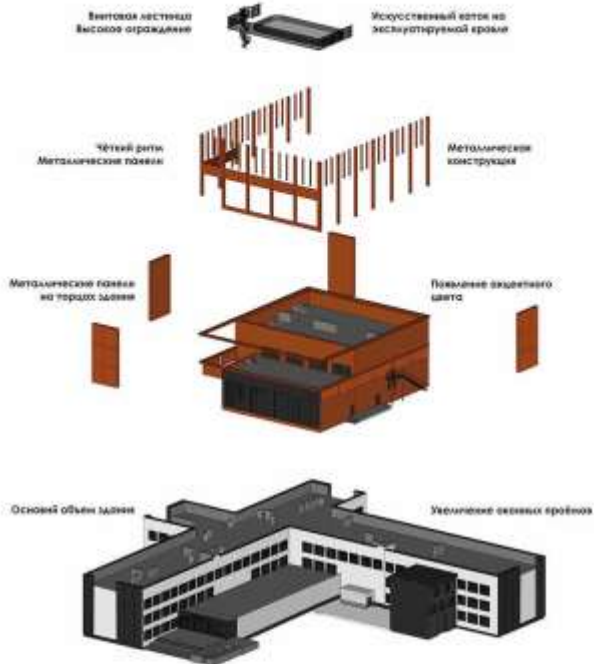 Винтовая лестница
Высокое ограждение
Искусственный каток на
эксплуатируемой кровле
Чёткий ритм
Металлические панели
Металлическая
конструкция
Металлические панели
на торцах здания
Появление акцентного
цвета
Основий объем здания
Увеличение оконных проёмов